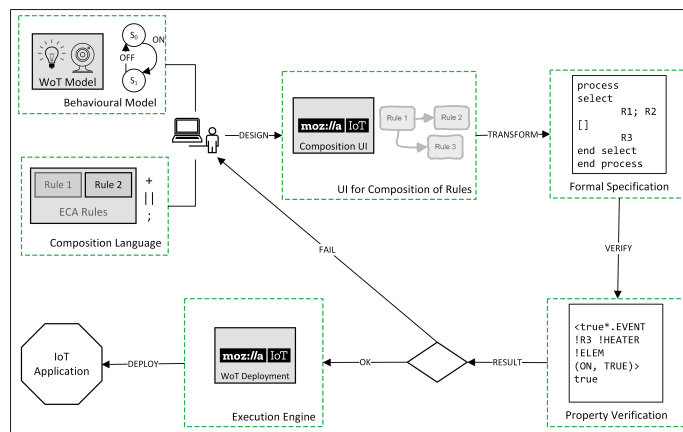 S0
ON
OFF
S1
WoT Model
Behavioural Model
Rule 1
Rule 2
+
||
;
ECA Rules
Composition Language
DESIGN
moz://a IoT
Composition UI
Rule 1
Rule 2
Rule 3
UI for Composition of Rules
TRANSFORM
process
select
R1; R2
[]
R3
end select
end process
Formal Specification
VERIFY
FAIL
<true*.EVENT
!R3 !HEATER
!ELEM
(ON, TRUE)>
true
Property Verification
RESULT
OK
moz://a IoT
WoT Deployment
Execution Engine
DEPLOY
IoT
Application